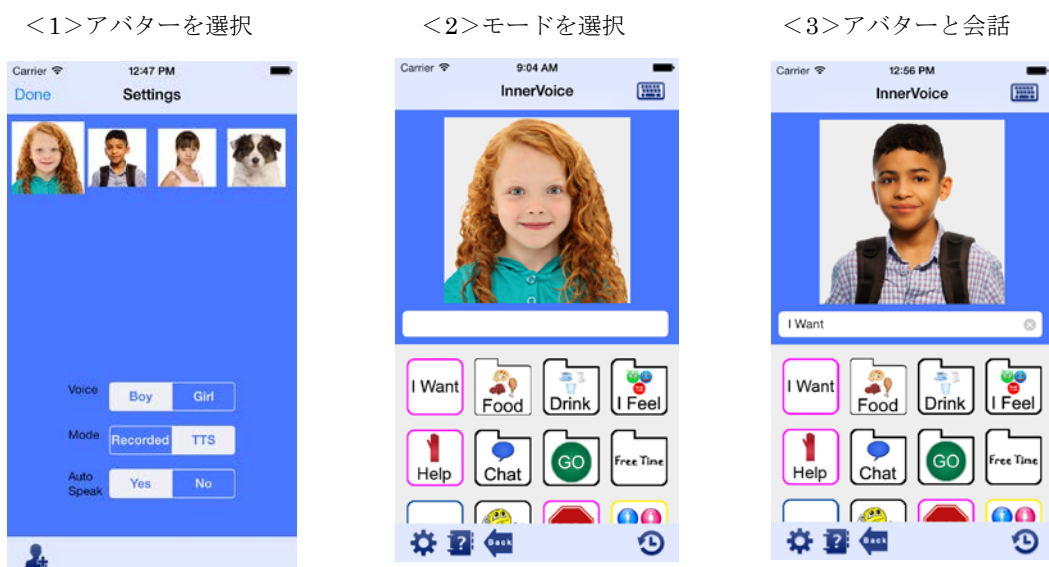 <1>アバターを選択
<2>モードを選択
<3>アバターと会話
Carrier 12:47 PM
Done Settings
Voice Boy Girl
Mode Recorded TTS
Auto Speak Yes No
Carrier 9:04 AM
InnerVoice
I Want Food Drink I Feel
Help Chat GO Free Time
Back
Carrier 12:56 PM
InnerVoice
I Want
I Want Food Drink I Feel
Help Chat GO Free Time
Back